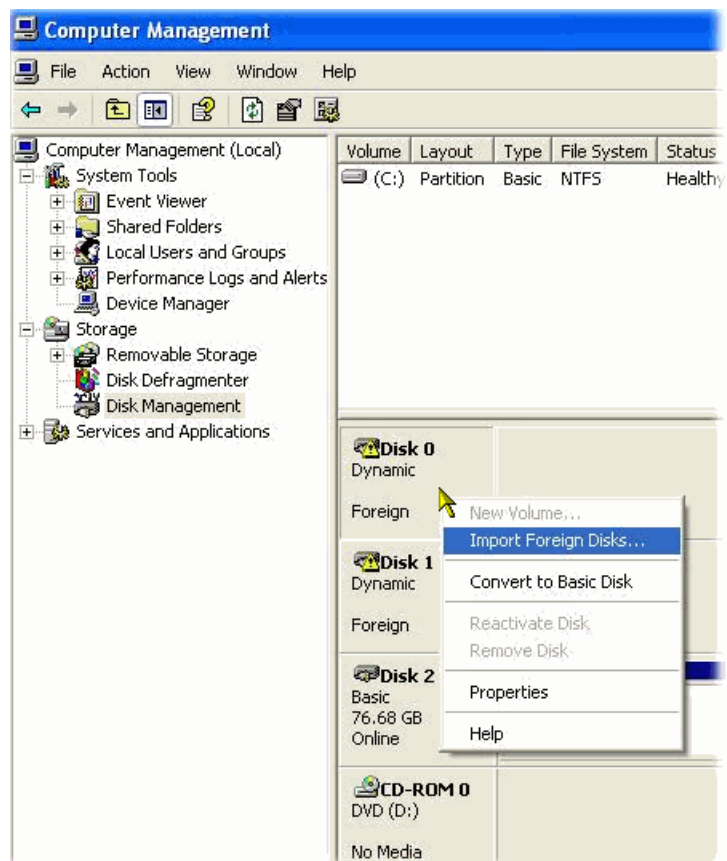 Computer Management
File Action View Window Help
Computer Management (Local)
System Tools
Event Viewer
Shared Folders
Local Users and Groups
Performance Logs and Alerts
Device Manager
Storage
Removable Storage
Disk Defragmenter
Disk Management
Services and Applications
Volume Layout Type File System Status
(C:) Partition Basic NTFS Healthy
Disk 0
Dynamic
Foreign
Disk 1
Dynamic
Foreign
Disk 2
Basic
76.68 GB
Online
CD-ROM 0
DVD (D:)
No Media
New Volume...
Import Foreign Disks...
Convert to Basic Disk
Reactivate Disk
Remove Disk
Properties
Help